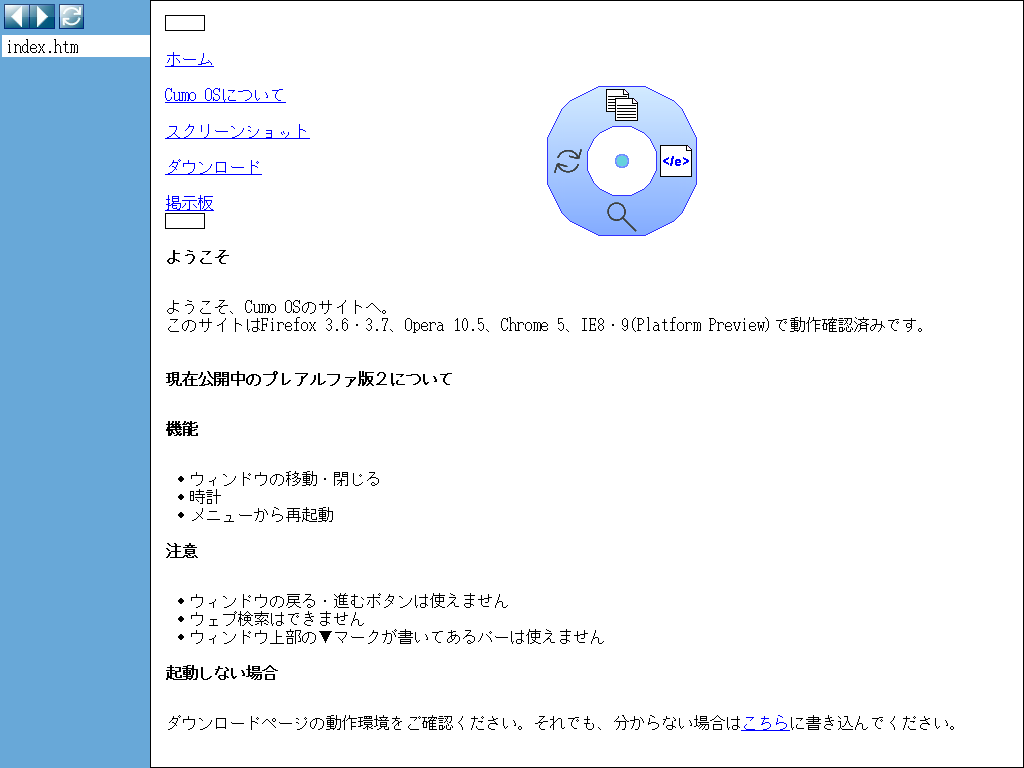 index.htm
ホーム
Cumo OSについて
スクリーンショット
ダウンロード
掲示板
</e>
ようこそ
ようこそ、Cumo OSのサイトへ。
このサイトはFirefox 3.6・3.7、Opera 10.5、Chrome 5、IE8・9(Platform Preview)で動作確認済みです。
現在公開中のプレアルファ版２について
機能
◆ウィンドウの移動・閉じる
◆時計
◆メニューから再起動
注意
◆ウィンドウの戻る・進むボタンは使えません
◆ウェブ検索はできません
◆ウィンドウ上部の▼マークが書いてあるバーは使えません
起動しない場合
ダウンロードページの動作環境をご確認ください。それでも、分からない場合はこちらに書き込んでください。